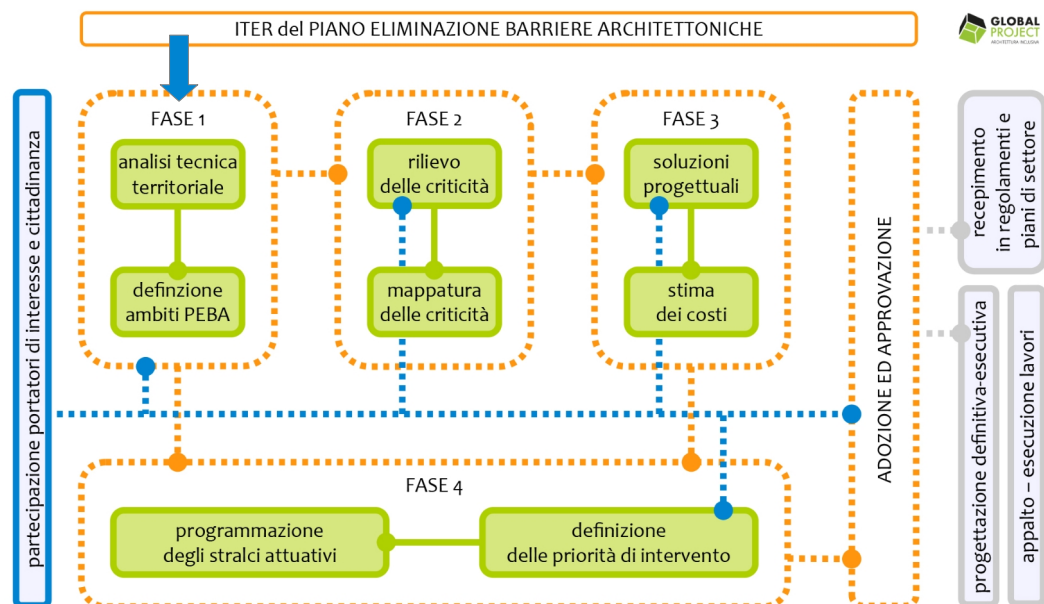 ITER del PIANO ELIMINAZIONE BARRIERE ARCHITETTONICHE
GLOBAL
PROJECT
ARCHITETTURA INCLUSIVA
partecipazione portatori di interesse e cittadinanza
FASE 1
analisi tecnica
territoriale
definzione
ambiti PEBA
FASE 2
rilievo
delle criticità
mappatura
delle criticità
FASE 3
soluzioni
progettuali
stima
dei costi
FASE 4
programmazione
degli stralci attuativi
definizione
delle priorità di intervento
ADOZIONE ED APPROVAZIONE
recepimento
in regolamenti e
piani di settore
progettazione definitiva-esecutiva
appalto – esecuzione lavori